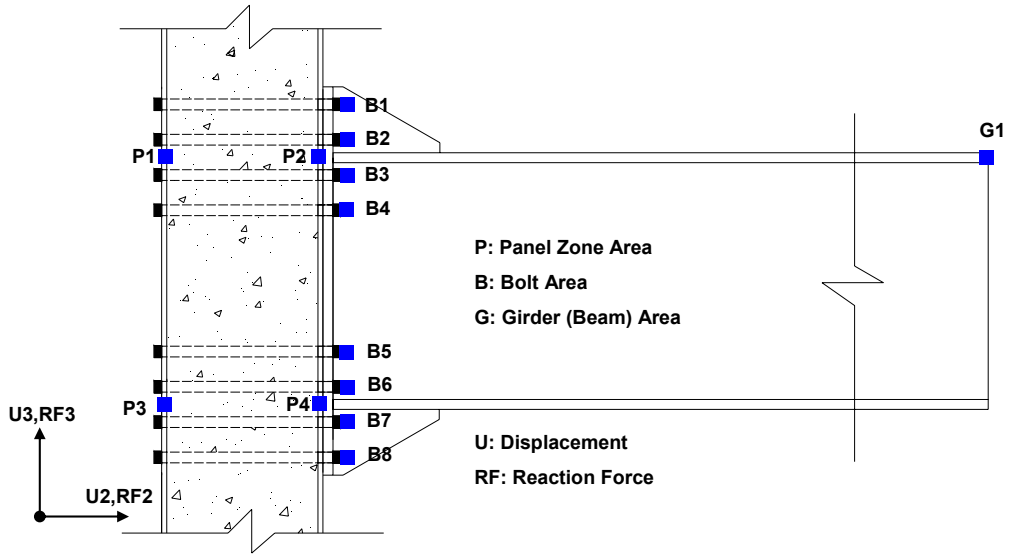 B1
G1
B2
P1
P2
B3
B4
P: Panel Zone Area
B: Bolt Area
G: Girder (Beam) Area
B5
B6
P3
P4
U3,RF3
B7
U: Displacement
B8
RF: Reaction Force
U2,RF2